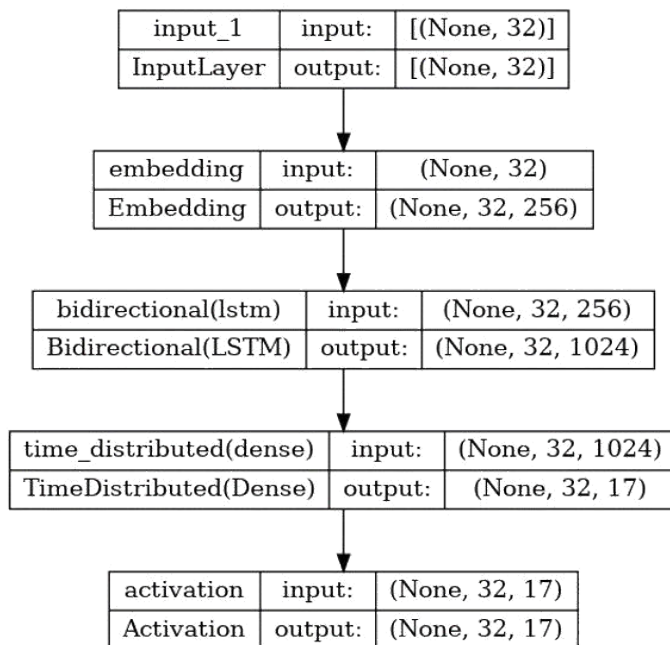 input_1 input: [(None, 32)]
InputLayer output: [(None, 32)]
embedding input: (None, 32)
Embedding output: (None, 32, 256)
bidirectional(lstm) input: (None, 32, 256)
Bidirectional(LSTM) output: (None, 32, 1024)
time_distributed(dense) input: (None, 32, 1024)
TimeDistributed(Dense) output: (None, 32, 17)
activation input: (None, 32, 17)
Activation output: (None, 32, 17)